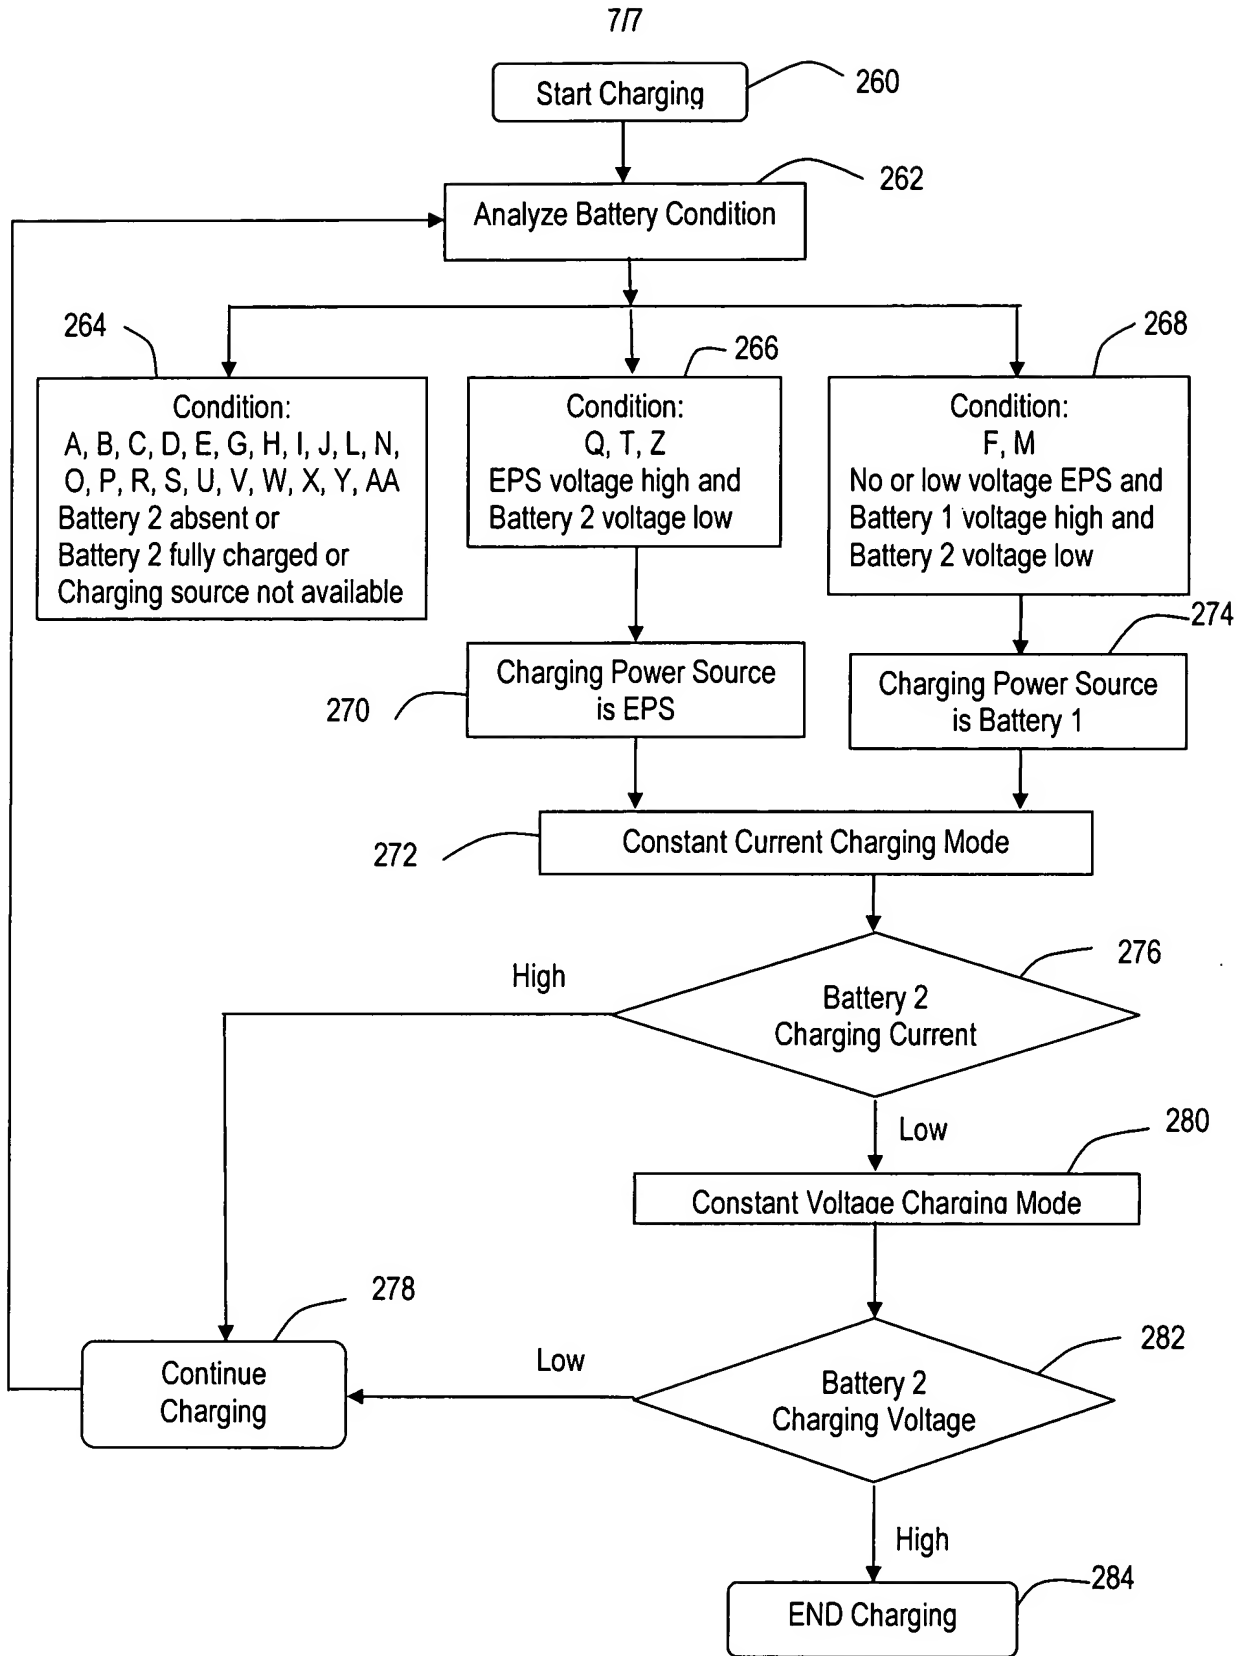 7/7
Start Charging
260
262
Analyze Battery Condition
264
266
268
Condition:
A, B, C, D, E, G, H, I, J, L, N,
O, P, R, S, U, V, W, X, Y, AA
Battery 2 absent or
Battery 2 fully charged or
Charging source not available
Condition:
Q, T, Z
EPS voltage high and
Battery 2 voltage low
Condition:
F, M
No or low voltage EPS and
Battery 1 voltage high and
Battery 2 voltage low
274
270
Charging Power Source
is EPS
Charging Power Source
is Battery 1
272
Constant Current Charging Mode
276
High
Battery 2
Charging Current
Low
280
Constant Voltage Charging Mode
278
282
Continue
Charging
Low
Battery 2
Charging Voltage
High
284
END Charging